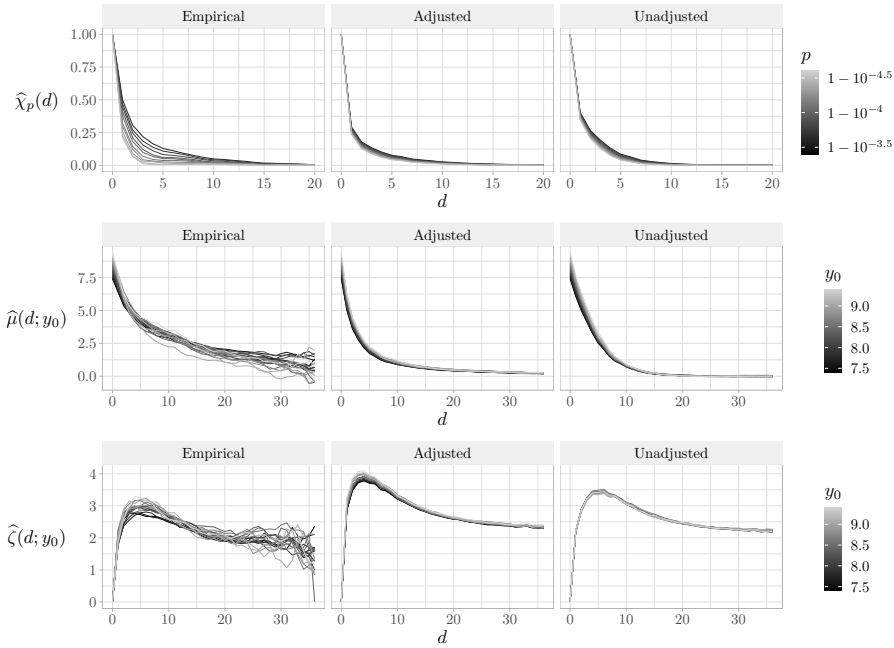 Empirical Adjusted Unadjusted
1.00
0.75
0.50
0.25
0.00
χ̂ₚ(d)
0 5 10 15 20 0 5 10 15 20 0 5 10 15 20
d
p
1 − 10^−4.5
1 − 10^−4
1 − 10^−3.5
Empirical Adjusted Unadjusted
7.5
5.0
2.5
0.0
μ̂(d; y₀)
0 10 20 30 0 10 20 30 0 10 20 30
d
y₀
9.0
8.5
8.0
7.5
Empirical Adjusted Unadjusted
4
3
2
1
0
ζ̂(d; y₀)
0 10 20 30 0 10 20 30 0 10 20 30
d
y₀
9.0
8.5
8.0
7.5